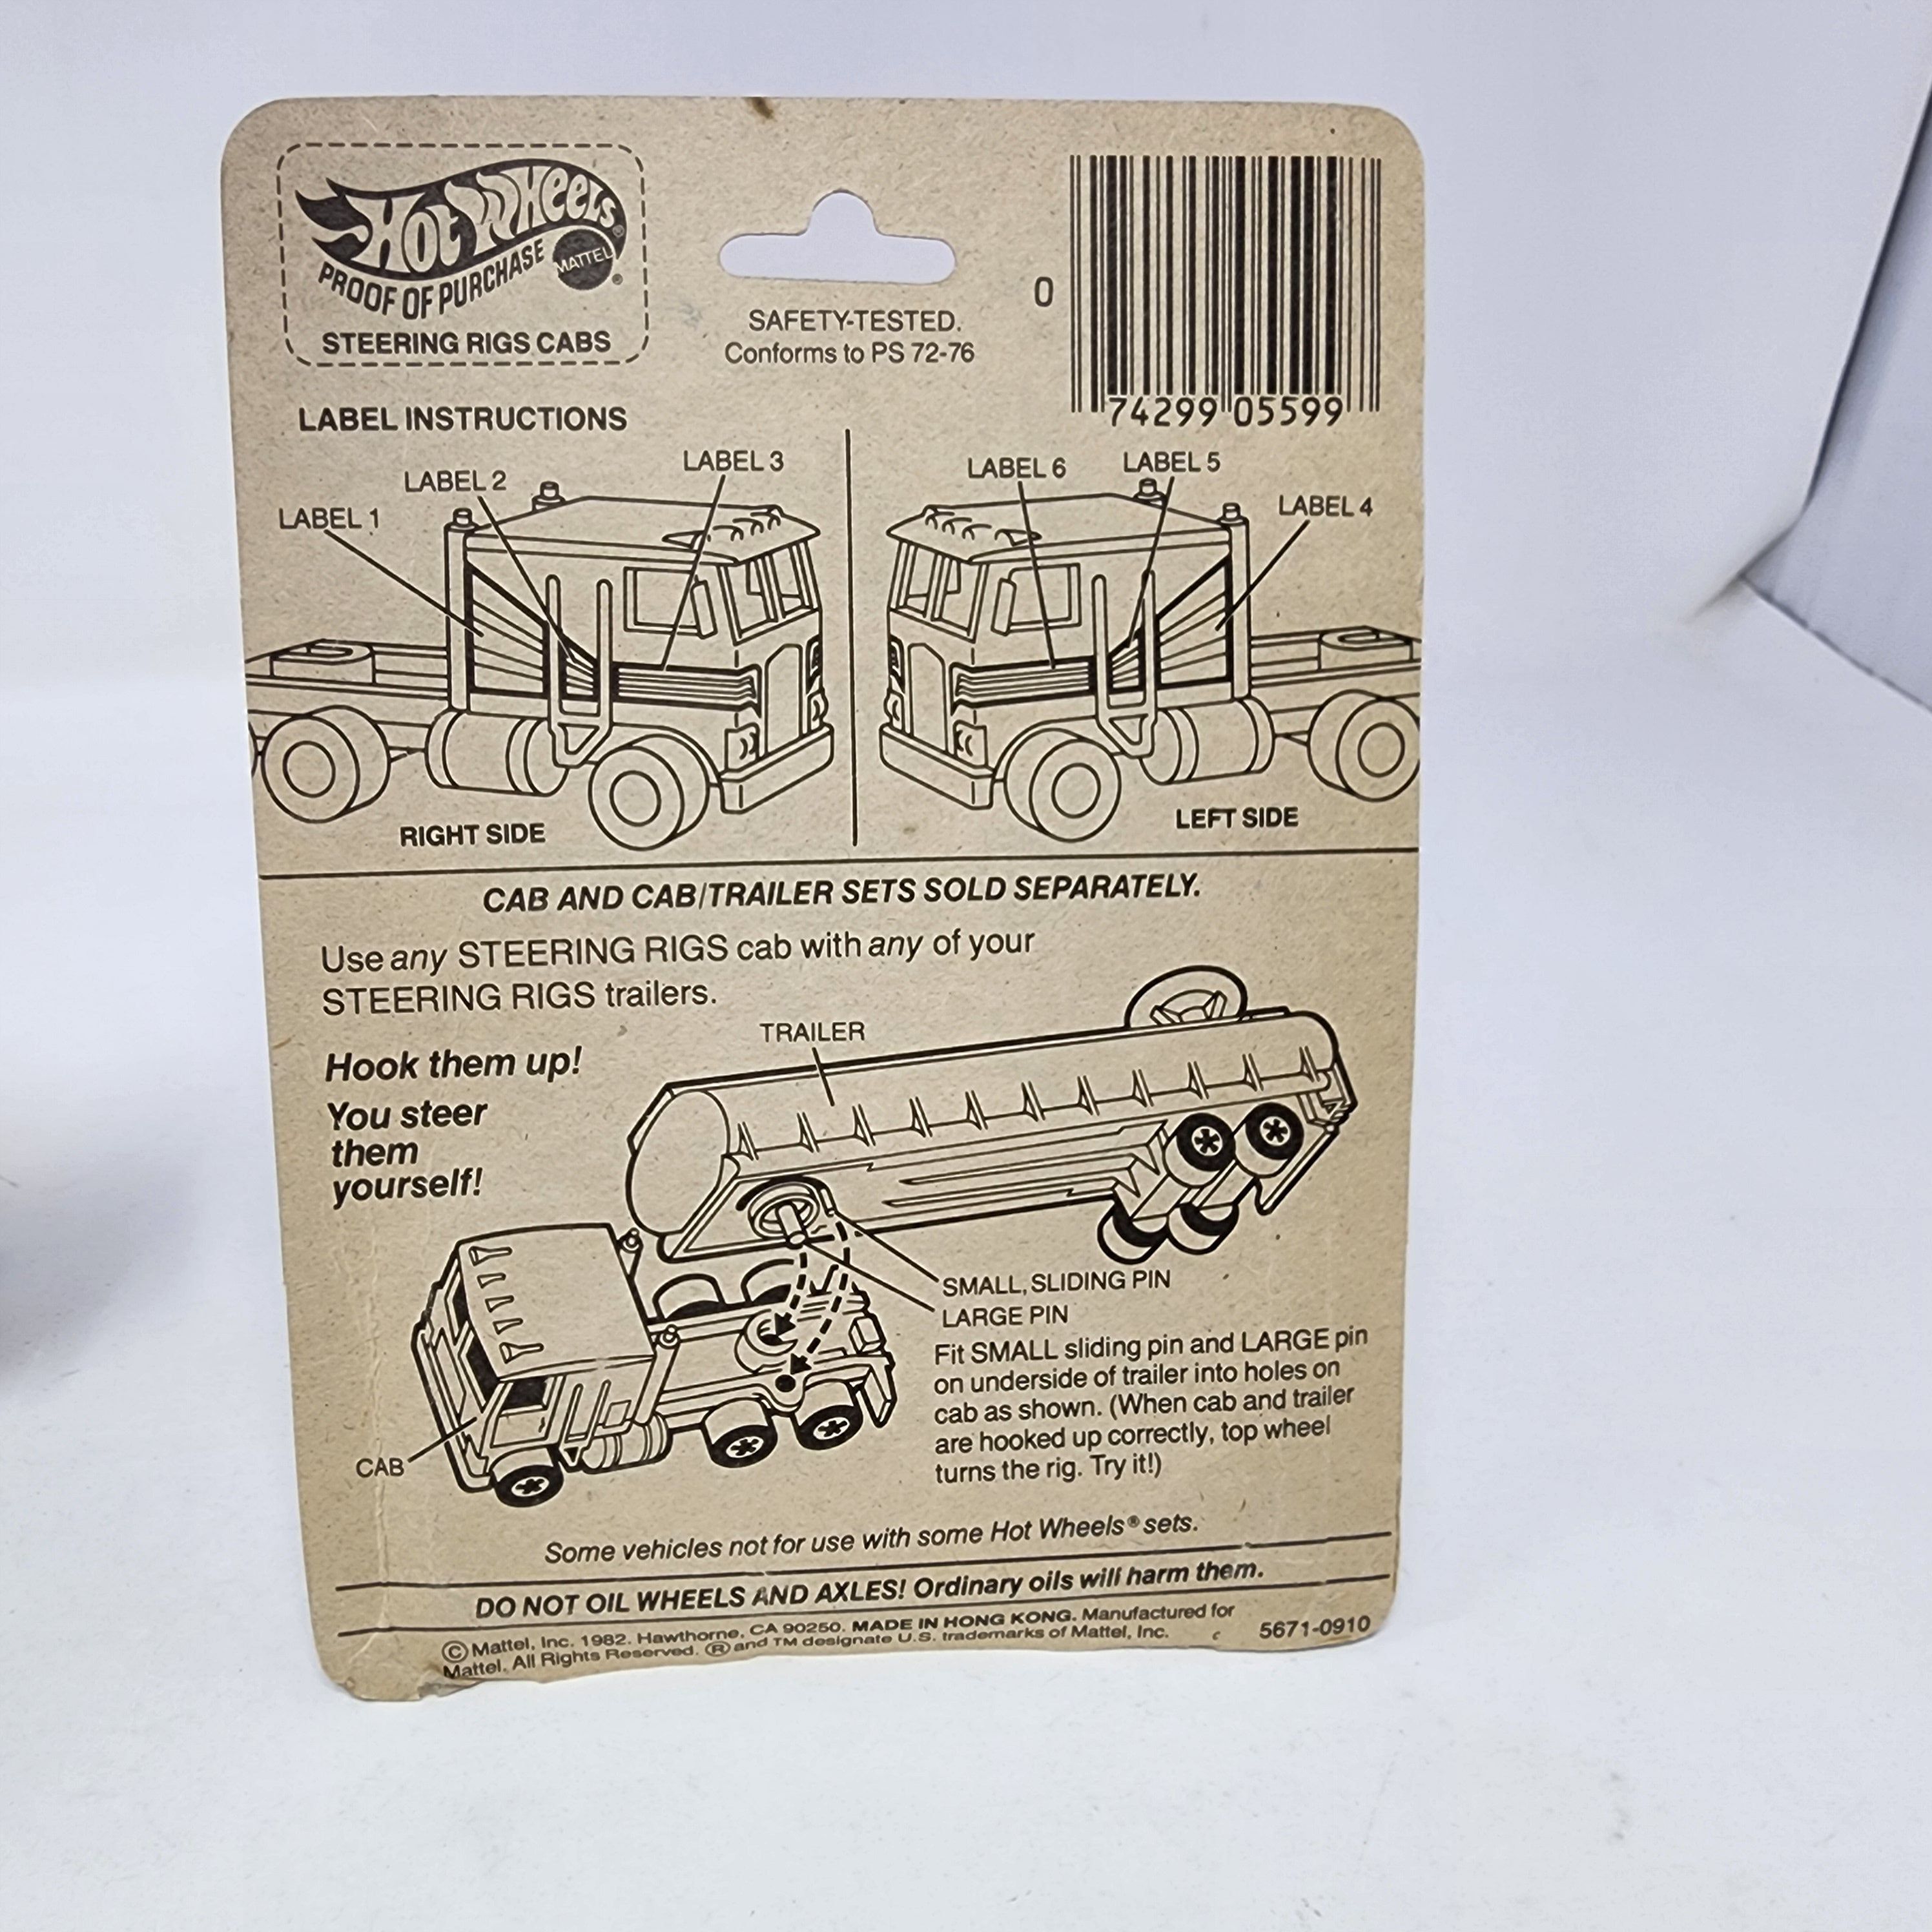 HOT WHEELS®
MATTEL®
PROOF OF PURCHASE
STEERING RIGS CABS
SAFETY-TESTED.
Conforms to PS 72-76
0
74299 05599
LABEL INSTRUCTIONS
LABEL 1
LABEL 2
LABEL 3
LABEL 6
LABEL 5
LABEL 4
RIGHT SIDE
LEFT SIDE
CAB AND CAB/TRAILER SETS SOLD SEPARATELY.
Use any STEERING RIGS cab with any of your
STEERING RIGS trailers.
Hook them up!
You steer
them
yourself!
TRAILER
SMALL, SLIDING PIN
LARGE PIN
Fit SMALL sliding pin and LARGE pin
on underside of trailer into holes on
cab as shown. (When cab and trailer
are hooked up correctly, top wheel
turns the rig. Try it!)
CAB
Some vehicles not for use with some Hot Wheels® sets.
DO NOT OIL WHEELS AND AXLES! Ordinary oils will harm them.
© Mattel, Inc. 1982. Hawthorne, CA 90250. MADE IN HONG KONG. Manufactured for
Mattel. All Rights Reserved. ® and TM designate U.S. trademarks of Mattel, Inc.
5671-0910